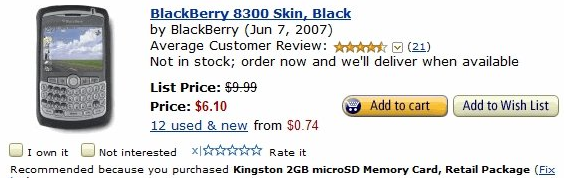 BlackBerry 8300 Skin, Black
by BlackBerry (Jun 7, 2007)
Average Customer Review: (21)
Not in stock; order now and we'll deliver when available
List Price: $9.99
Price: $6.10
Add to cart
Add to Wish List
12 used & new from $0.74
I own it Not interested x| Rate it
Recommended because you purchased Kingston 2GB microSD Memory Card, Retail Package (Fix